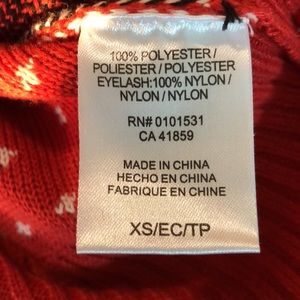 100% POLYESTER /
POLIESTER / POLYESTER
EYELASH:100% NYLON /
NYLON / NYLON
RN# 0101531
CA 41859
MADE IN CHINA
HECHO EN CHINA
FABRIQUE EN CHINE
XS/EC/TP